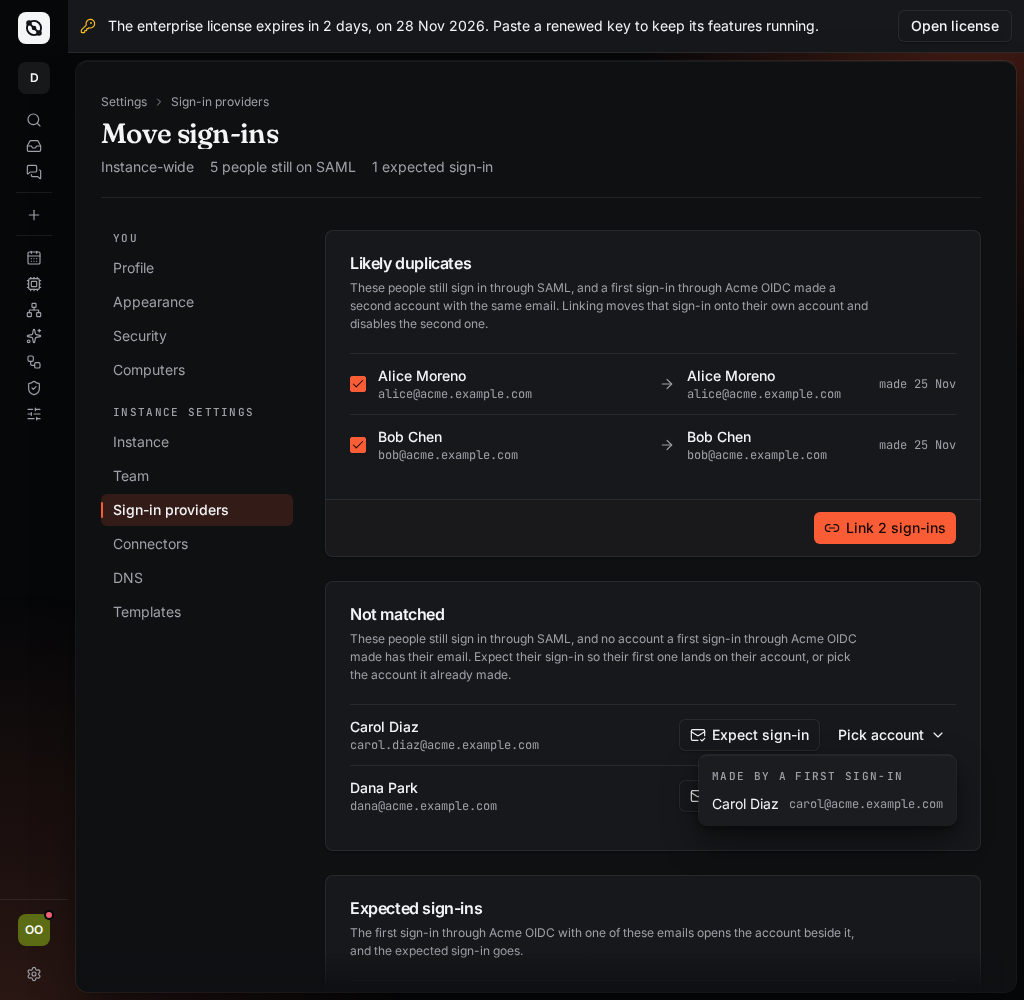 The enterprise license expires in 2 days, on 28 Nov 2026. Paste a renewed key to keep its features running.
Open license
D
Settings > Sign-in providers
Move sign-ins
Instance-wide 5 people still on SAML 1 expected sign-in
YOU
Profile
Appearance
Security
Computers
INSTANCE SETTINGS
Instance
Team
Sign-in providers
Connectors
DNS
Templates
Likely duplicates
These people still sign in through SAML, and a first sign-in through Acme OIDC made a
second account with the same email. Linking moves that sign-in onto their own account and
disables the second one.
Alice Moreno
alice@acme.example.com
Alice Moreno
alice@acme.example.com
made 25 Nov
Bob Chen
bob@acme.example.com
Bob Chen
bob@acme.example.com
made 25 Nov
Link 2 sign-ins
Not matched
These people still sign in through SAML, and no account a first sign-in through Acme OIDC
made has their email. Expect their sign-in so their first one lands on their account, or pick
the account it already made.
Carol Diaz
carol.diaz@acme.example.com
Expect sign-in
Pick account
MADE BY A FIRST SIGN-IN
Carol Diaz carol@acme.example.com
Dana Park
dana@acme.example.com
Expected sign-ins
The first sign-in through Acme OIDC with one of these emails opens the account beside it,
and the expected sign-in goes.
OO